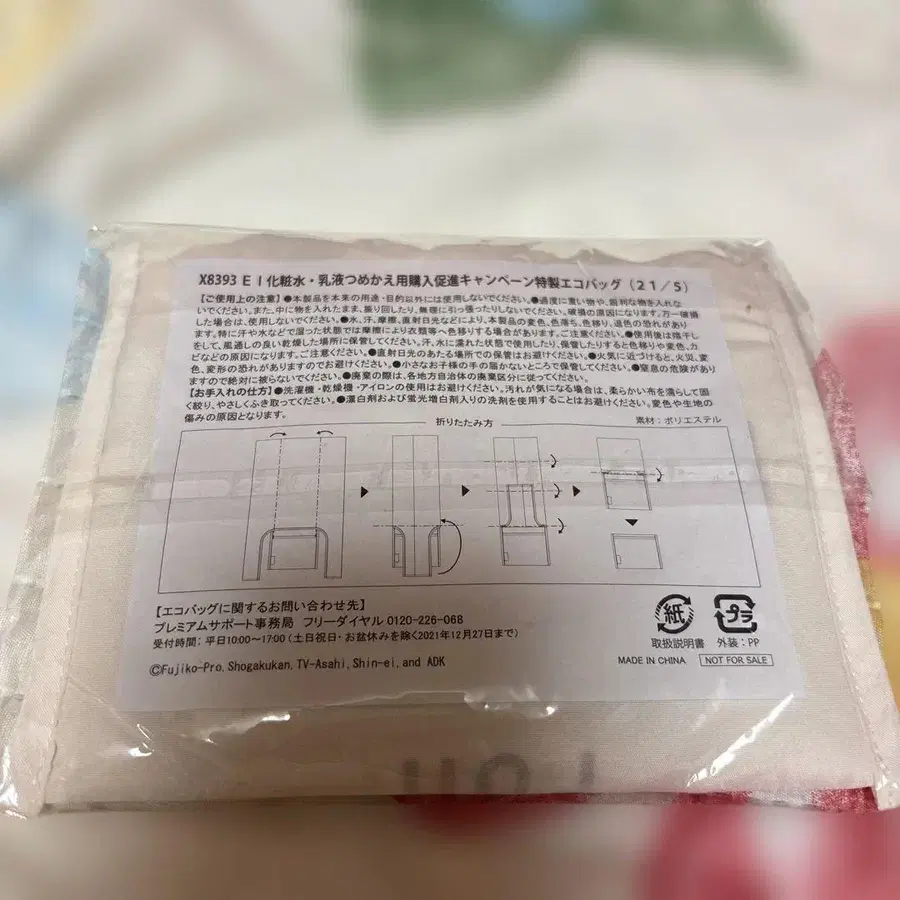 X8393 EI化粧水・乳液つめかえ用購入促進キャンペーン特製エコバッグ(21/5)
【ご使用上の注意】●本製品を本来の用途・目的以外には使用しないでください。●過度に重い物や、鋭利な物を入れな
いでください。また、中に物を入れたまま、振り回したり、無理に引っ張ったりしないでください。破損の原因になります。万一破損
した場合は、使用しないでください。●水、汗、摩擦、直射日光などにより、本製品の変色、色落ち、色移り、退色の恐れがあり
ます。特に汗や水などで湿った状態では摩擦により衣類等へ色移りする場合があります。ご注意ください。●使用後は陰干し
をして、風通しの良い乾燥した場所に保管してください。汗、水に濡れた状態で使用したり、保管したりすると色移りや変色、カ
ビなどの原因になります。ご注意ください。●直射日光のあたる場所での保管はお避けください。●火気に近づけると、火災、変
色、変形の恐れがありますのでお避けください。●小さなお子様の手の届かないところで保管してください。●窒息の危険があり
ますので絶対に被らないでください。●廃棄の際は、各地方自治体の廃棄区分に従ってください。
【お手入れの仕方】●洗濯機・乾燥機・アイロンの使用はお避けください。汚れが気になる場合は、柔らかい布を濡らして固
く絞り、やさしくふき取ってください。●漂白剤および蛍光増白剤入りの洗剤を使用することはお避けください。変色や生地の
傷みの原因となります。
素材:ポリエステル
折りたたみ方
【エコバッグに関するお問い合わせ先】
プレミアムサポート事務局 フリーダイヤル 0120-226-068
受付時間:平日10:00~17:00(土日祝日・お盆休みを除く2021年12月27日まで)
©Fujiko-Pro, Shogakukan, TV-Asahi, Shin-ei, and ADK
紙
取扱説明書
プラ
外装:PP
MADE IN CHINA
NOT FOR SALE